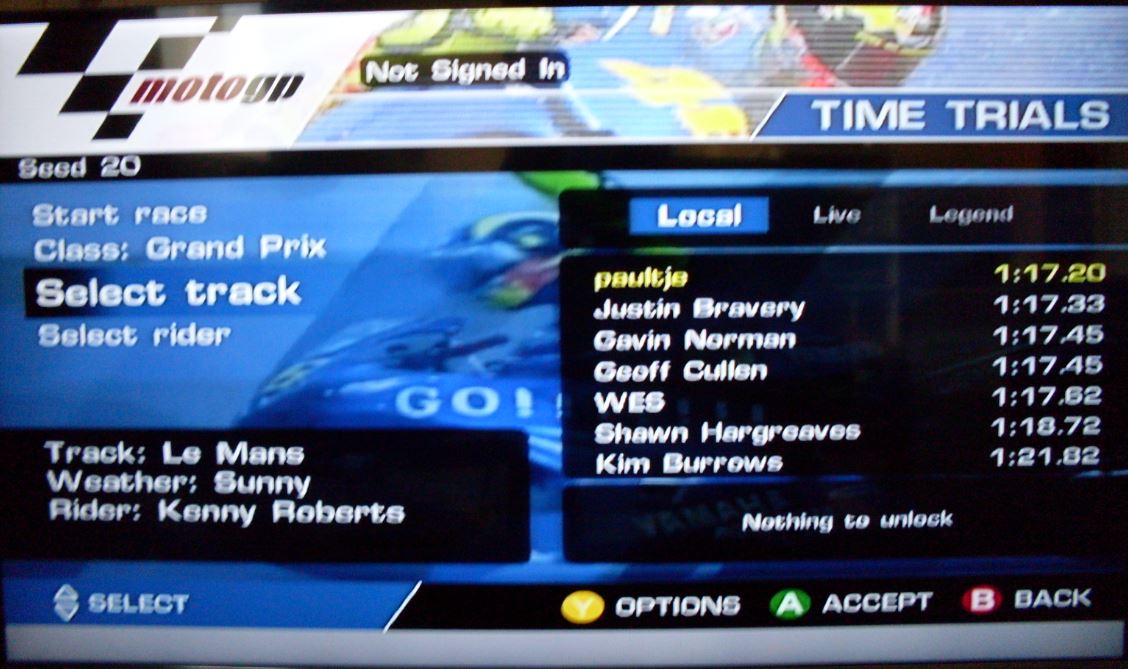 motogp
Not Signed In
TIME TRIALS
Seed 20
Start race
Class: Grand Prix
Select track
Select rider
Local Live Legend
paultje 1:17.20
Justin Bravery 1:17.33
Gavin Norman 1:17.45
Geoff Cullen 1:17.45
WES 1:17.62
Shawn Hargreaves 1:18.72
Kim Burrows 1:21.82
GO!
Track: Le Mans
Weather: Sunny
Rider: Kenny Roberts
YAMAHA
Nothing to unlock
SELECT
Y OPTIONS A ACCEPT B BACK